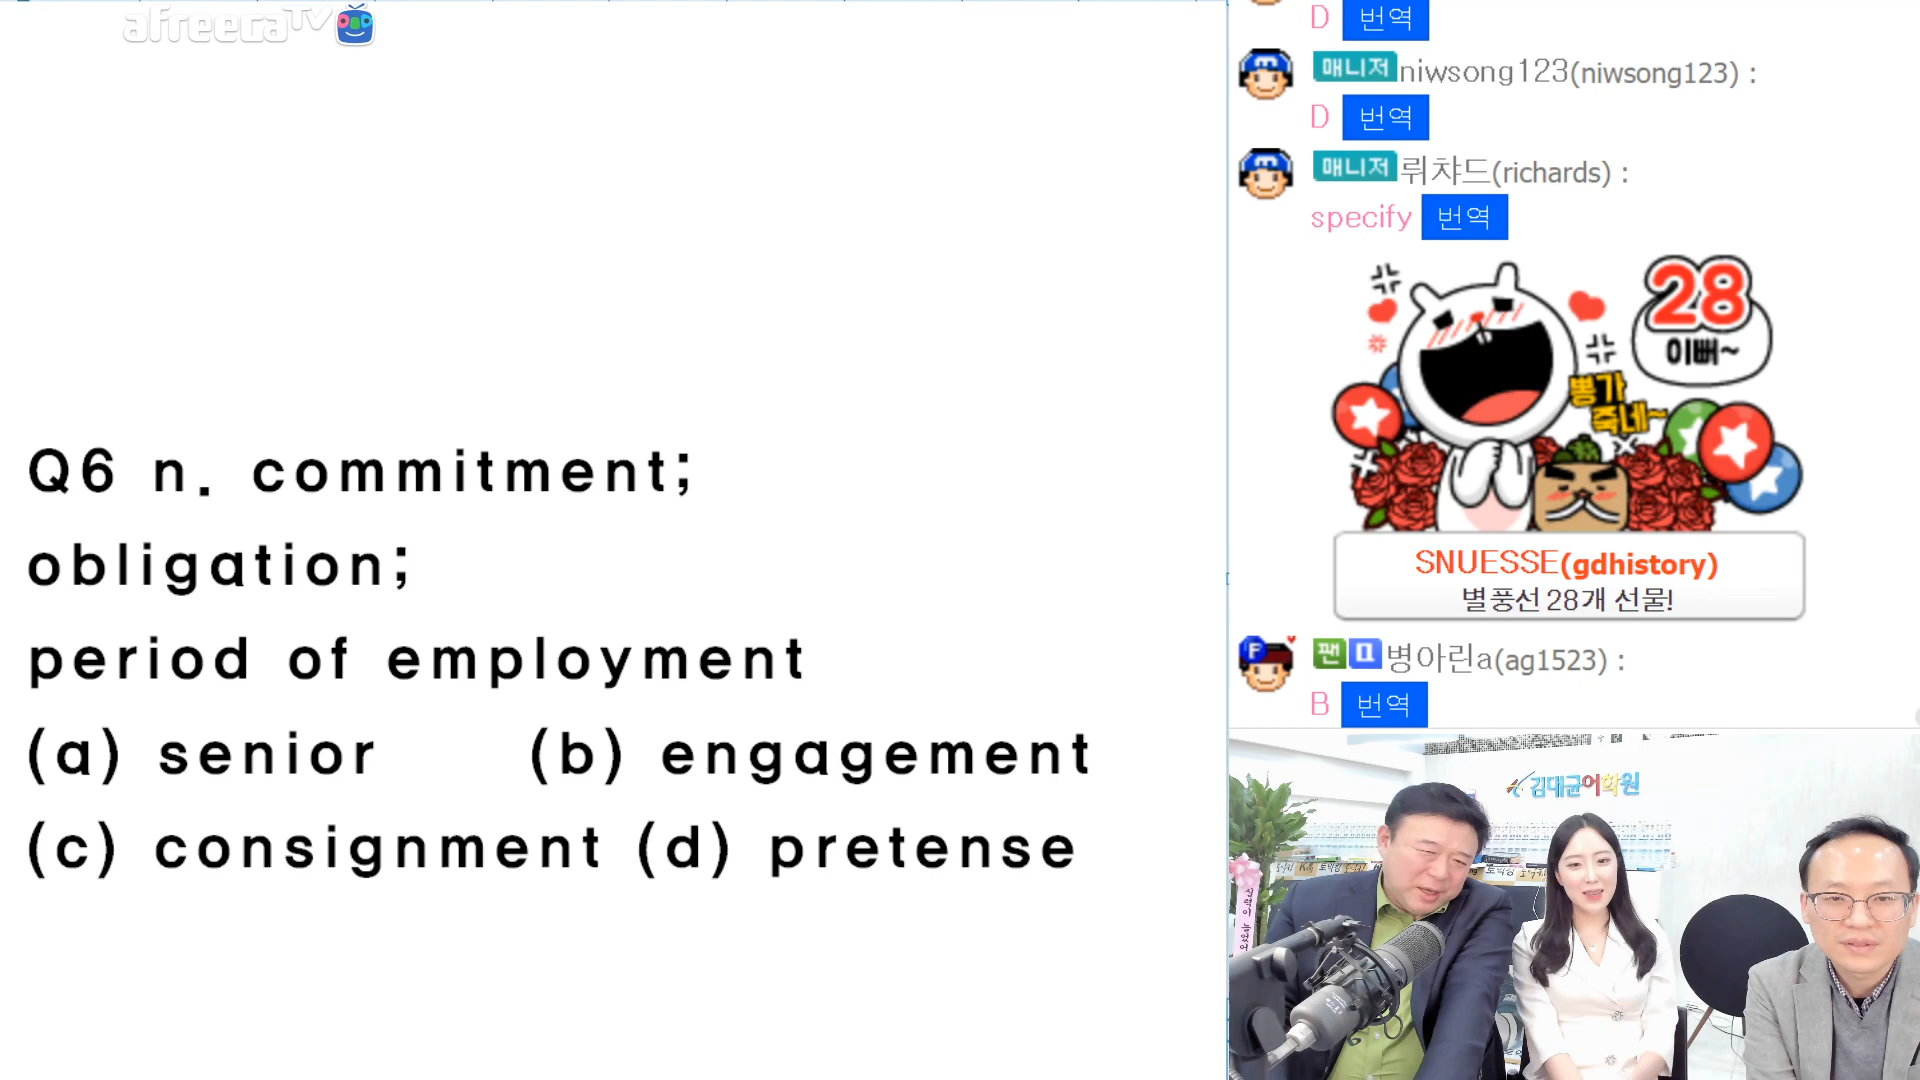 afreecaTV
Q6 n. commitment;
obligation;
period of employment
(a) senior (b) engagement
(c) consignment (d) pretense
D 번역
매니저 niwsong123(niwsong123) :
D 번역
매니저 뤄챠드(richards) :
specify 번역
28
이뻐~
뿅가
죽네~
SNUESSE(gdhistory)
별풍선 28개 선물!
F
팬 병아린a(ag1523) :
B 번역
김대균어학원